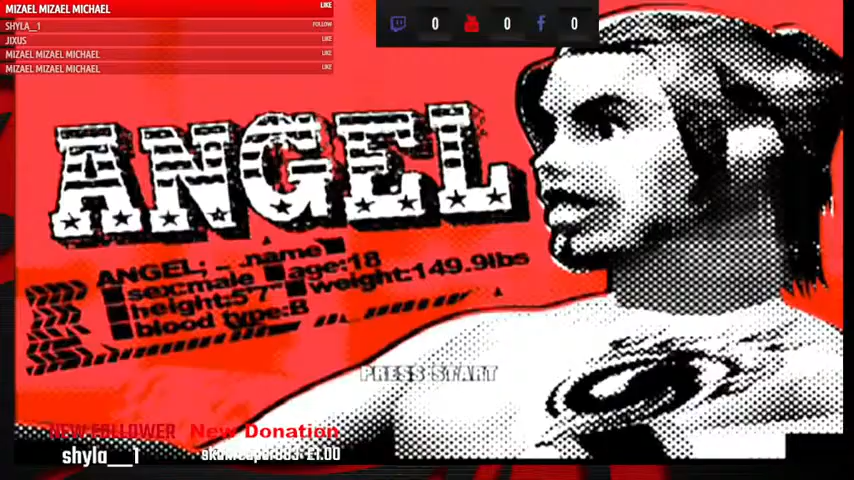 MIZAEL MIZAEL MICHAEL LIKE
SHYLA__1 FOLLOW
JIXUS LIKE
MIZAEL MIZAEL MICHAEL LIKE
MIZAEL MIZAEL MICHAEL LIKE
0 0 0
ANGEL
ANGEL; _ _.name
sex:male age:18
height:5'7" weight:149.9lbs
blood type:B
PRESS START
NEW FOLLOWER New Donation
shyla__1 £1.00